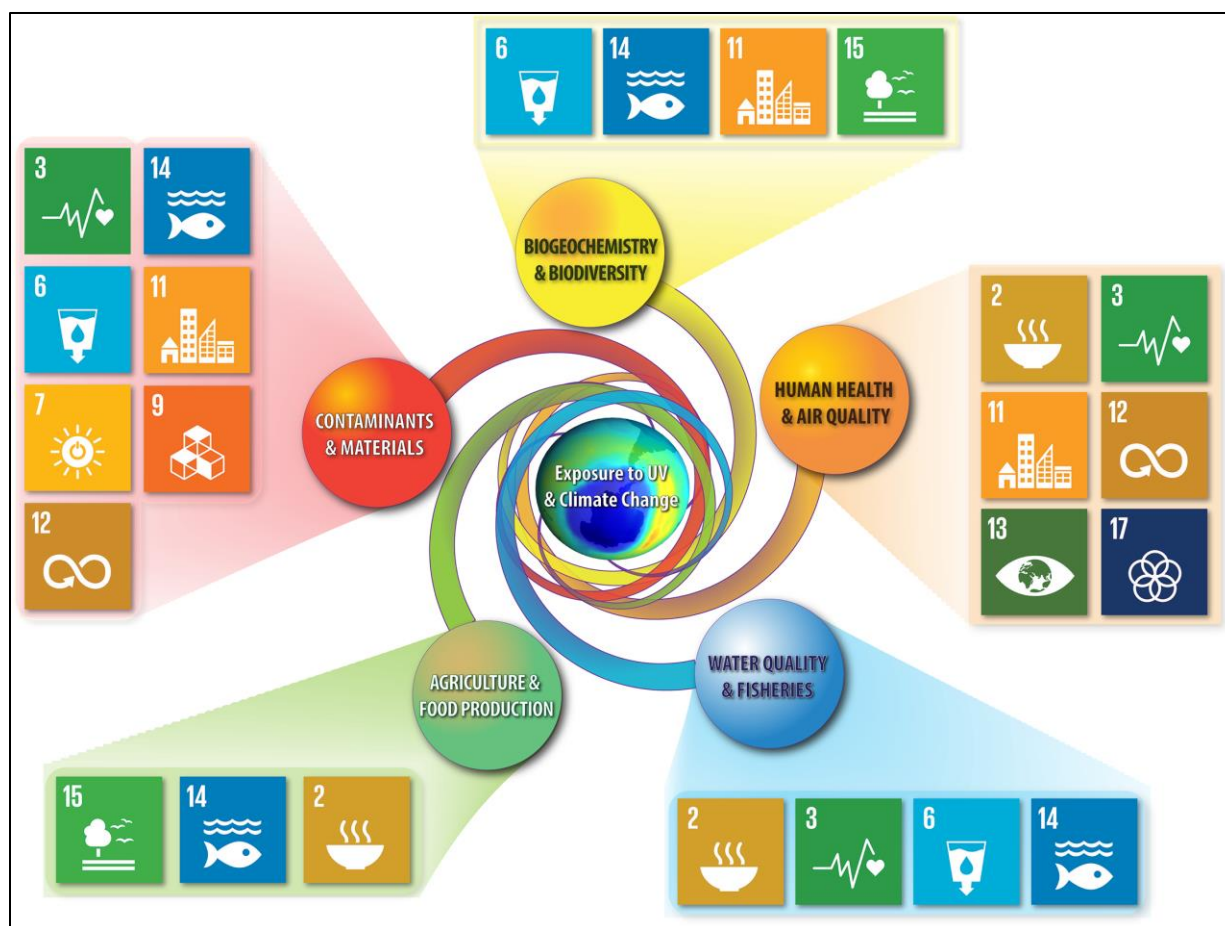 6 14 11 15
3 14
6 11
7 9
12
BIOGEOCHEMISTRY
& BIODIVERSITY
2 3
11 12
13 17
HUMAN HEALTH
& AIR QUALITY
CONTAMINANTS
& MATERIALS
Exposure to UV
& Climate Change
WATER QUALITY
& FISHERIES
AGRICULTURE &
FOOD PRODUCTION
15 14 2
2 3 6 14